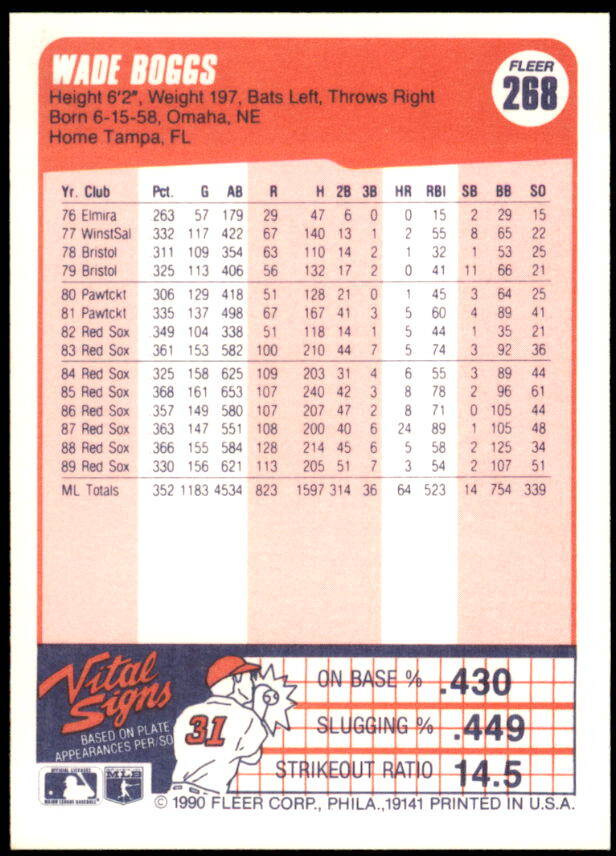 WADE BOGGS
Height 6'2", Weight 197, Bats Left, Throws Right
Born 6-15-58, Omaha, NE
Home Tampa, FL
FLEER
268
Yr. Club Pct. G AB R H 2B 3B HR RBI SB BB SO
76 Elmira 263 57 179 29 47 6 0 0 15 2 29 15
77 WinstSal 332 117 422 67 140 13 1 2 55 8 65 22
78 Bristol 311 109 354 63 110 14 2 1 32 1 53 25
79 Bristol 325 113 406 56 132 17 2 0 41 11 66 21
80 Pawtckt 306 129 418 51 128 21 0 1 45 3 64 25
81 Pawtckt 335 137 498 67 167 41 3 5 60 4 89 41
82 Red Sox 349 104 338 51 118 14 1 5 44 1 35 21
83 Red Sox 361 153 582 100 210 44 7 5 74 3 92 36
84 Red Sox 325 158 625 109 203 31 4 6 55 3 89 44
85 Red Sox 368 161 653 107 240 42 3 8 78 2 96 61
86 Red Sox 357 149 580 107 207 47 2 8 71 0 105 44
87 Red Sox 363 147 551 108 200 40 6 24 89 1 105 48
88 Red Sox 366 155 584 128 214 45 6 5 58 2 125 34
89 Red Sox 330 156 621 113 205 51 7 3 54 2 107 51
ML Totals 352 1183 4534 823 1597 314 36 64 523 14 754 339
Vital
Signs
BASED ON PLATE
APPEARANCES PER/SO
31
ON BASE % .430
SLUGGING % .449
STRIKEOUT RATIO 14.5
OFFICIAL LICENSEE
MAJOR LEAGUE BASEBALL
MLB
© 1990 FLEER CORP., PHILA.,19141 PRINTED IN U.S.A.